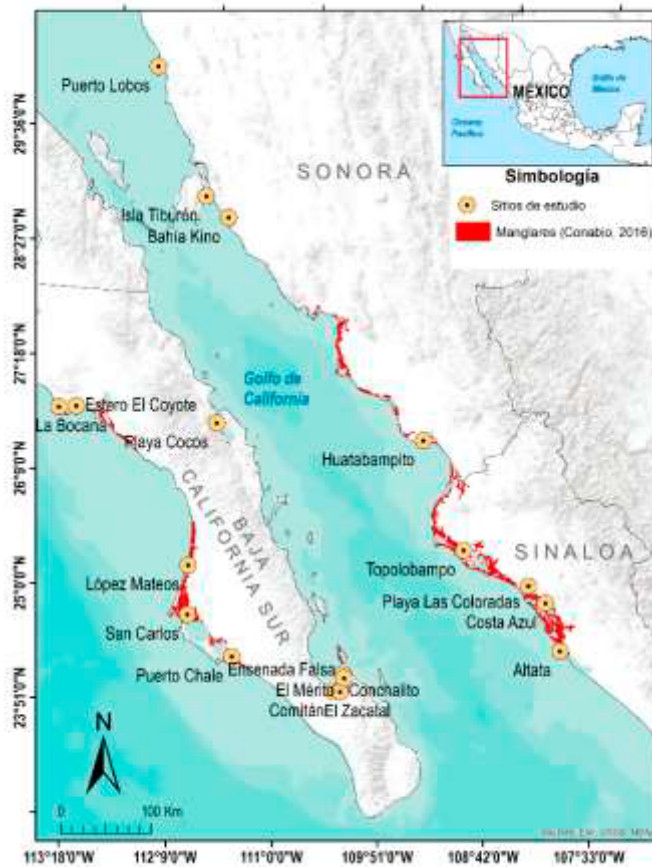 Puerto Lobos
29°36'0"N
MÉXICO
Golfo de
México
Océano
Pacífico
SONORA
Simbología
Sitios de estudio
Manglares (Conabio, 2016)
Isla Tiburón
Bahía Kino
28°27'0"N
27°18'0"N
Golfo de
California
Estero El Coyote
La Bocana
Playa Cocos
Huatabampito
26°9'0"N
BAJA
CALIFORNIA SUR
SINALOA
Topolobampo
25°0'0"N
López Mateos
Playa Las Coloradas
Costa Azul
San Carlos
Altata
Puerto Chale
Ensenada Falsa
El Mérito
Conchalito
Comitán
El Zacatal
23°51'0"N
N
0 100 Km
113°18'0"W 112°9'0"W 111°0'0"W 109°51'0"W 108°42'0"W 107°33'0"W